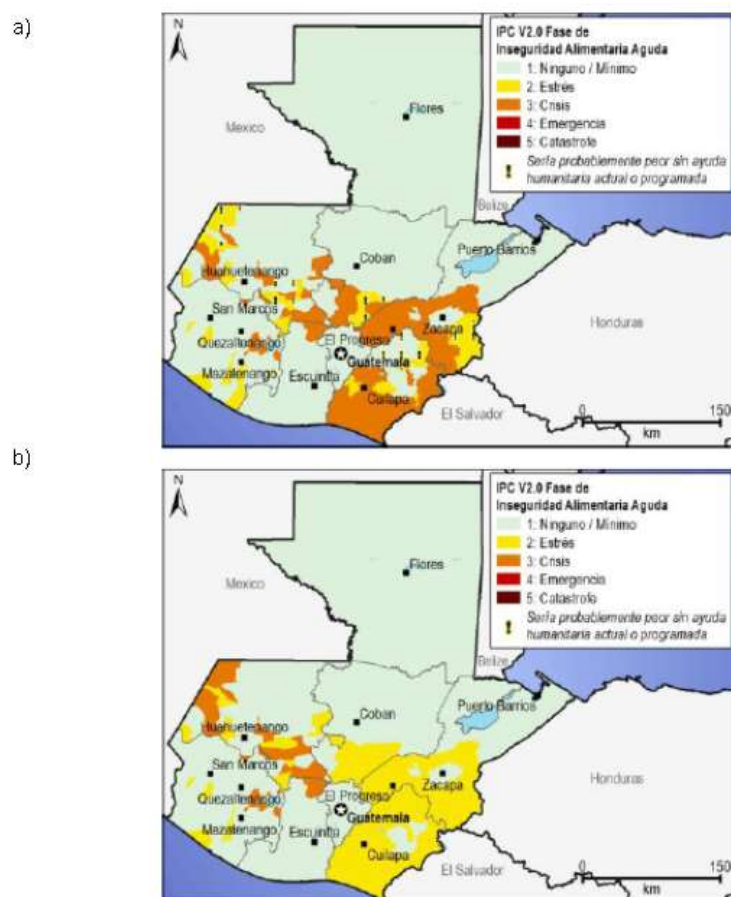 a)
N
IPC V2.0 Fase de
Inseguridad Alimentaria Aguda
1: Ninguno / Mínimo
2: Estrés
3: Crisis
4: Emergencia
5: Catastrofe
! Seria probablemente peor sin ayuda
humanitaria actual o programada
Flores
Mexico
Belize
Puerto Barrios
Coban
Huahuetenango
San Marcos
Zacapa
Honduras
Quezaltenango
El Progreso
Guatemala
Mazatenango
Escuintla
Cuilapa
El Salvador
0 150
km
b)
N
IPC V2.0 Fase de
Inseguridad Alimentaria Aguda
1: Ninguno / Mínimo
2: Estrés
3: Crisis
4: Emergencia
5: Catastrofe
! Seria probablemente peor sin ayuda
humanitaria actual o programada
Flores
Mexico
Belize
Puerto Barrios
Coban
Huahuetenango
San Marcos
Zacapa
Honduras
Quezaltenango
El Progreso
Guatemala
Mazatenango
Escuintla
Cuilapa
El Salvador
0 150
km